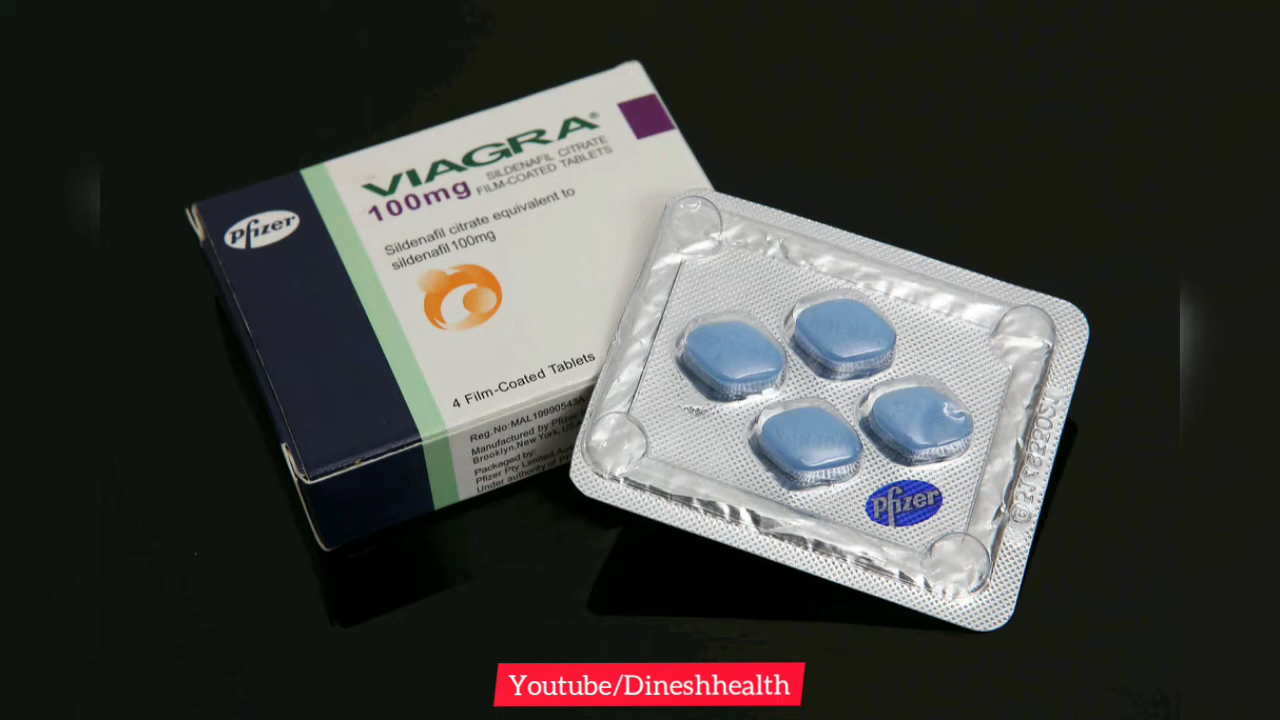 Pfizer
VIAGRA®
100mg
SILDENAFIL CITRATE
FILM-COATED TABLETS
Sildenafil citrate equivalent to
sildenafil 100mg
4 Film-Coated Tablets
Reg.No:MAL19990543A
Manufactured by Pfizer
Brooklyn,New York, USA
Packaged by:
Pfizer Pty Limited,
Under authority of
Pfizer
Youtube/Dineshhealth